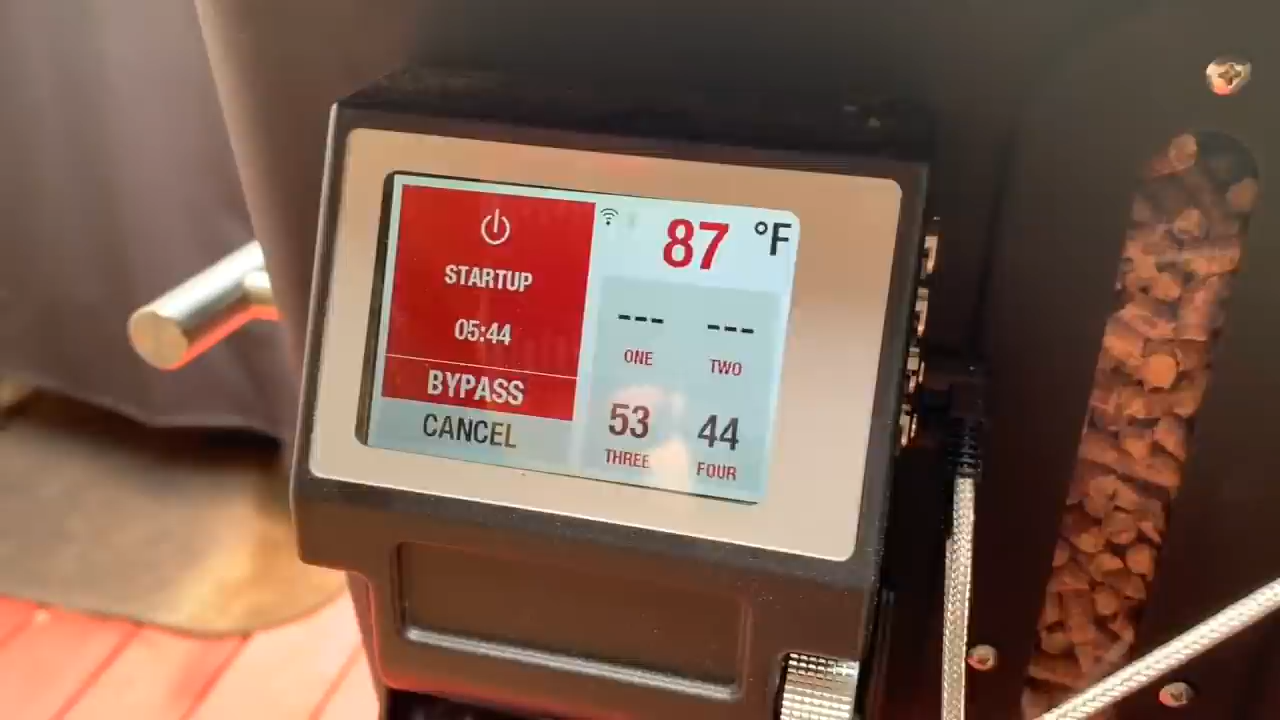 STARTUP
05:44
BYPASS
CANCEL
87 °F
--- ---
ONE TWO
53 44
THREE FOUR